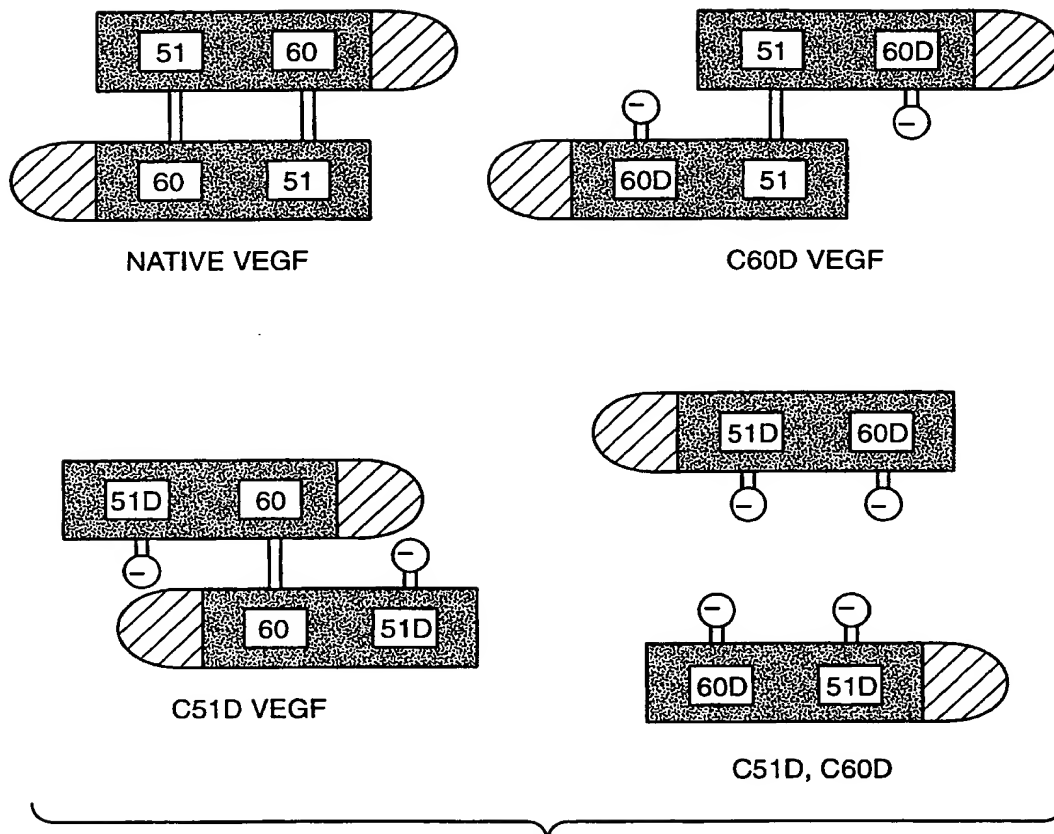 51 60
60 51
NATIVE VEGF
51 60D
−
−
60D 51
C60D VEGF
51D 60
−
−
60 51D
C51D VEGF
51D 60D
− −
− −
60D 51D
C51D, C60D